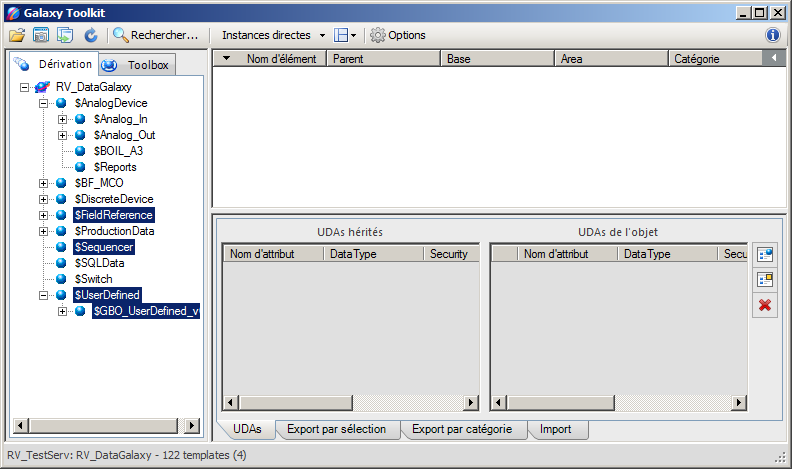 Galaxy Toolkit
Rechercher... Instances directes Options
Dérivation Toolbox
RV_DataGalaxy
$AnalogDevice
$Analog_In
$Analog_Out
$BOIL_A3
$Reports
$BF_MCO
$DiscreteDevice
$FieldReference
$ProductionData
$Sequencer
$SQLData
$Switch
$UserDefined
$GBO_UserDefined_v
Nom d'élément Parent Base Area Catégorie
UDAs hérités
Nom d'attribut DataType Security
UDAs de l'objet
Nom d'attribut DataType Secu
UDAs Export par sélection Export par catégorie Import
RV_TestServ: RV_DataGalaxy - 122 templates (4)